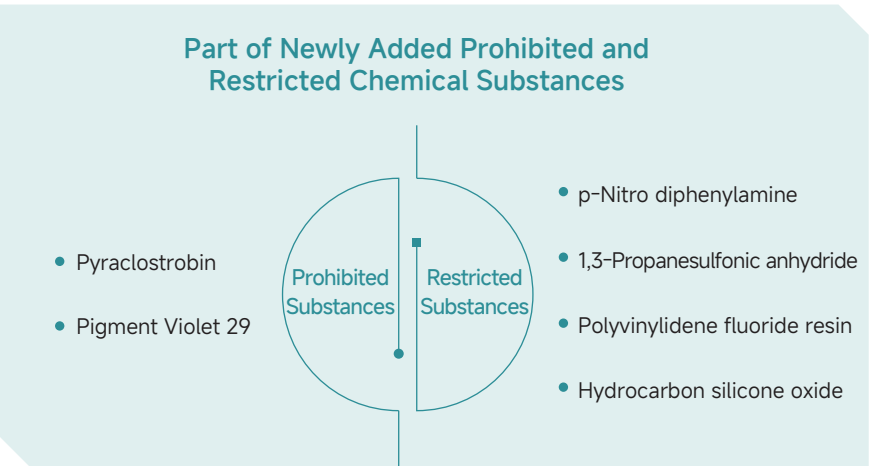 Part of Newly Added Prohibited and
Restricted Chemical Substances
Pyraclostrobin
Pigment Violet 29
Prohibited
Substances
Restricted
Substances
p-Nitro diphenylamine
1,3-Propanesulfonic anhydride
Polyvinylidene fluoride resin
Hydrocarbon silicone oxide